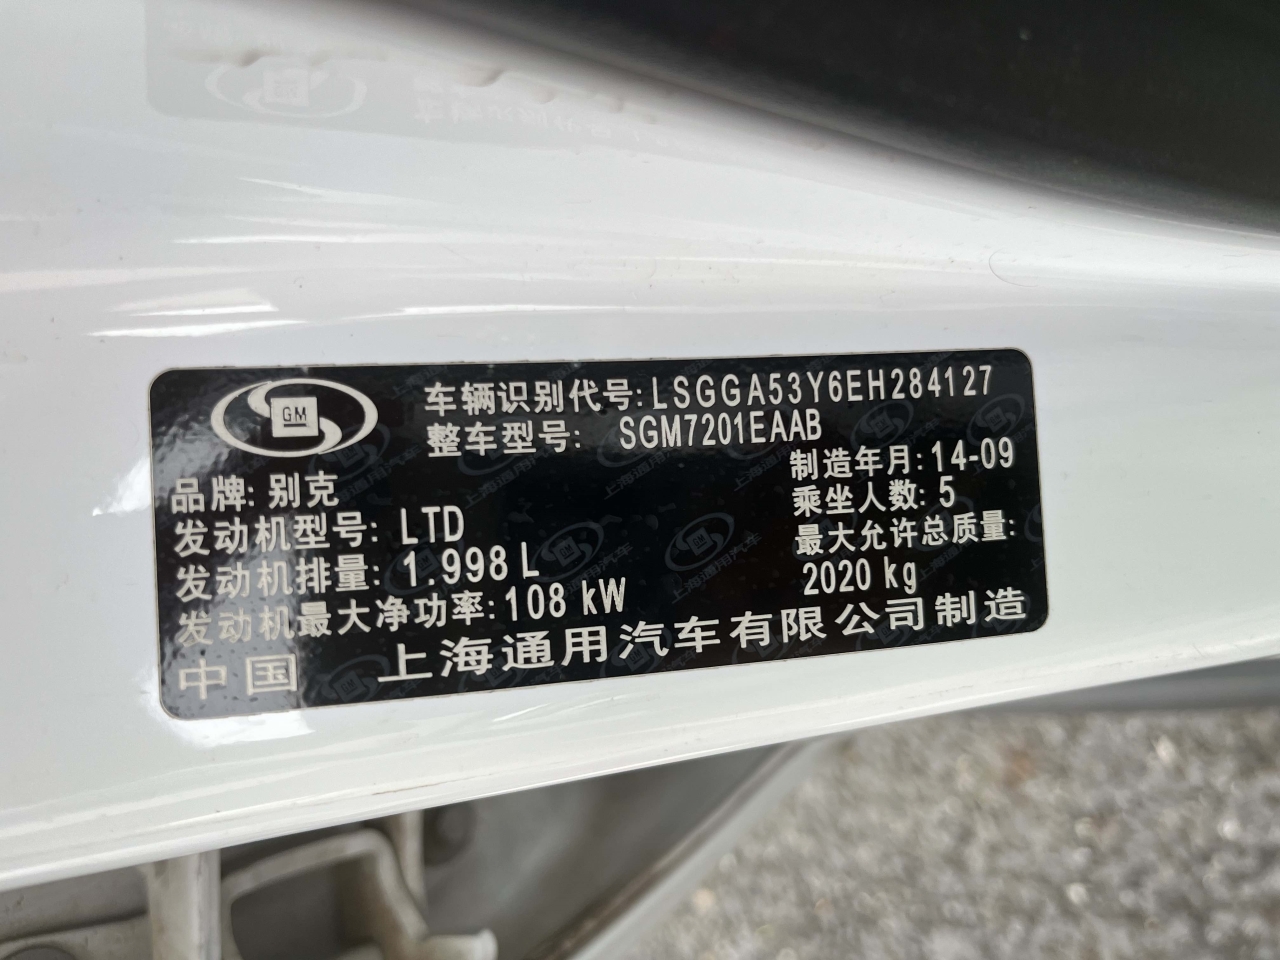 GM
车辆识别代号: LSGGA53Y6EH284127
整车型号: SGM7201EAAB
品牌: 别克
制造年月: 14-09
发动机型号: LTD
乘坐人数: 5
发动机排量: 1.998 L
最大允许总质量:
2020 kg
发动机最大净功率: 108 kW
中国 上海通用汽车有限公司制造